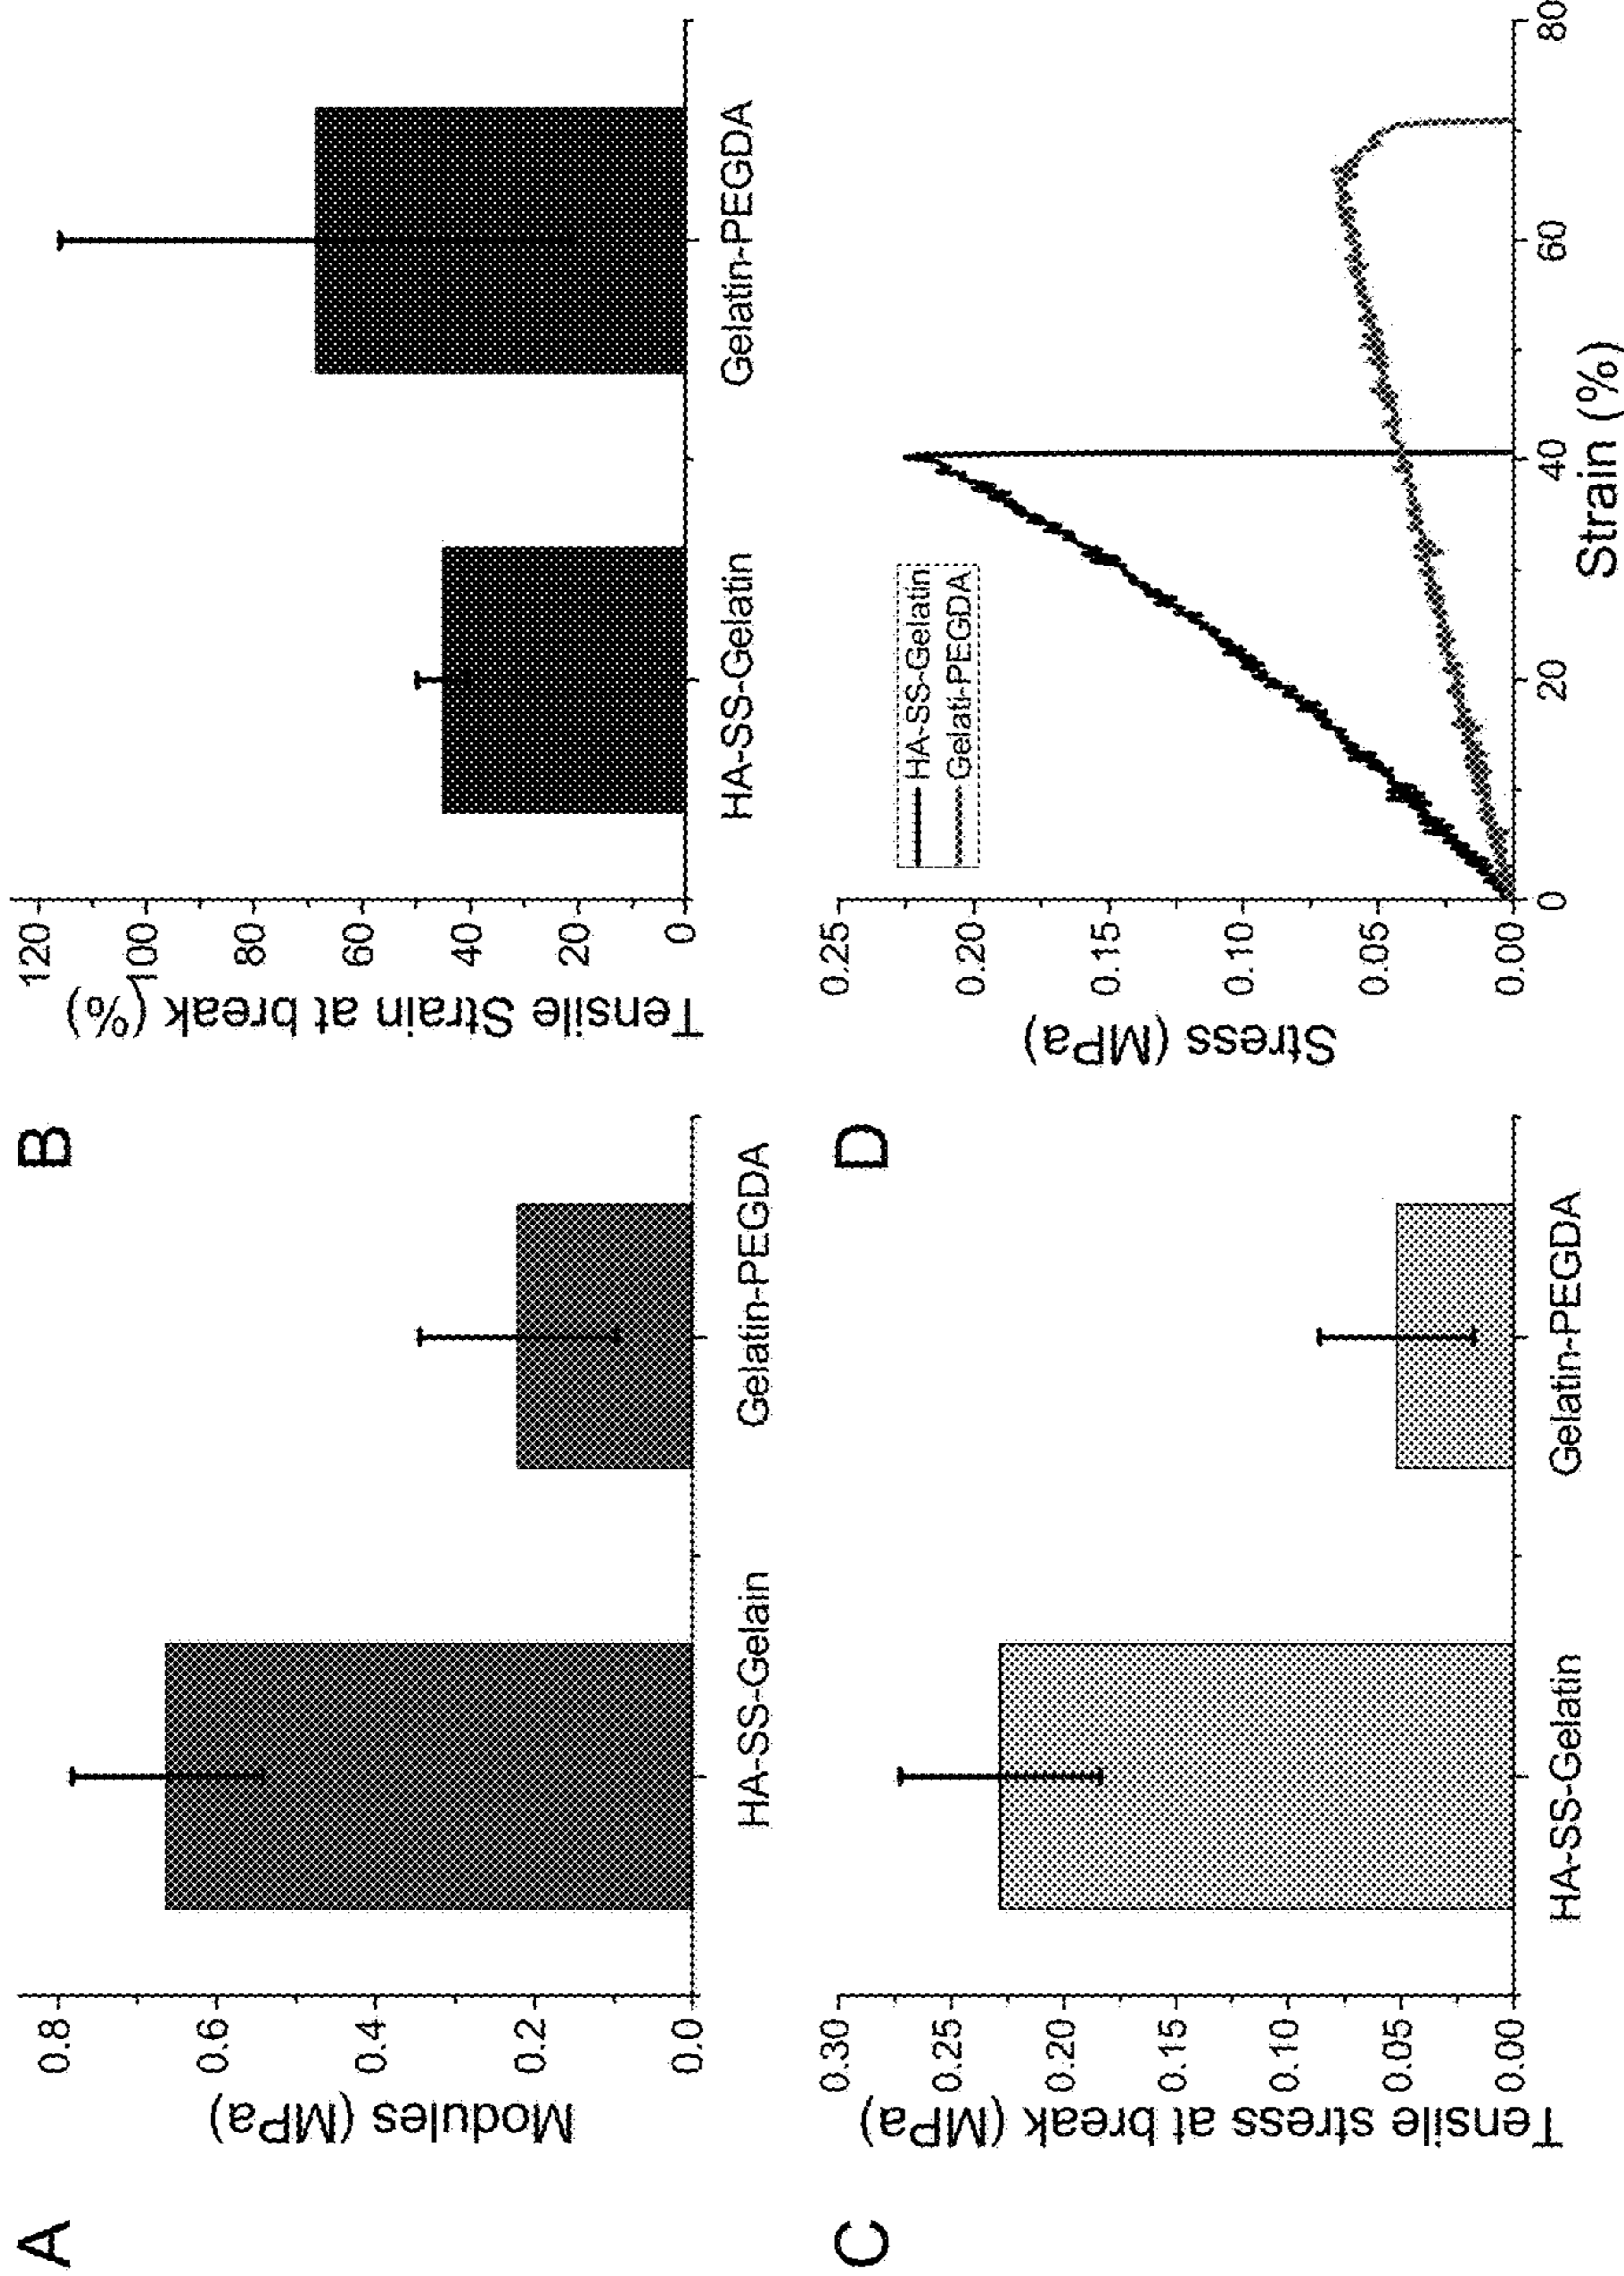 A
Modules (MPa)
0.8
0.6
0.4
0.2
0.0
HA-SS-Gelain
Gelatin-PEGDA
B
Tensile Strain at break (%)
120
100
80
60
40
20
0
HA-SS-Gelatin
Gelatin-PEGDA
C
Tensile stress at break (MPa)
0.30
0.25
0.20
0.15
0.10
0.05
0.00
HA-SS-Gelatin
Gelatin-PEGDA
D
Stress (MPa)
0.25
0.20
0.15
0.10
0.05
0.00
HA-SS-Gelatin
Gelati-PEGDA
0 20 40 60 80
Strain (%)